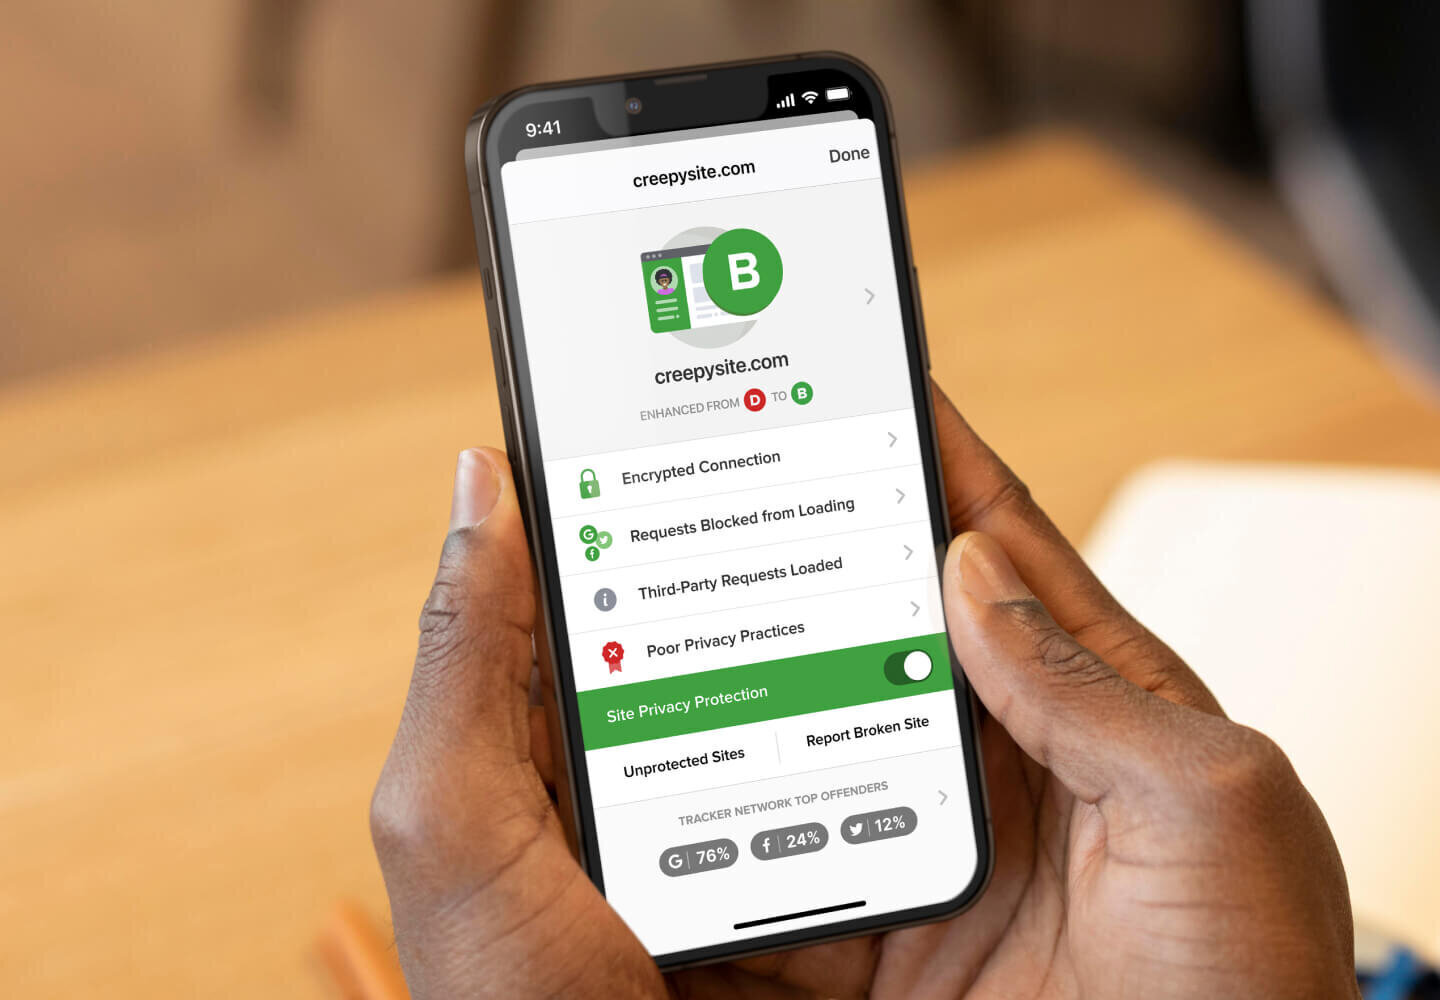 9:41
creepysite.com
Done
B
creepysite.com
ENHANCED FROM D TO B
Encrypted Connection
Requests Blocked from Loading
Third-Party Requests Loaded
Poor Privacy Practices
Site Privacy Protection
Unprotected Sites
Report Broken Site
TRACKER NETWORK TOP OFFENDERS
G 76%
f 24%
12%